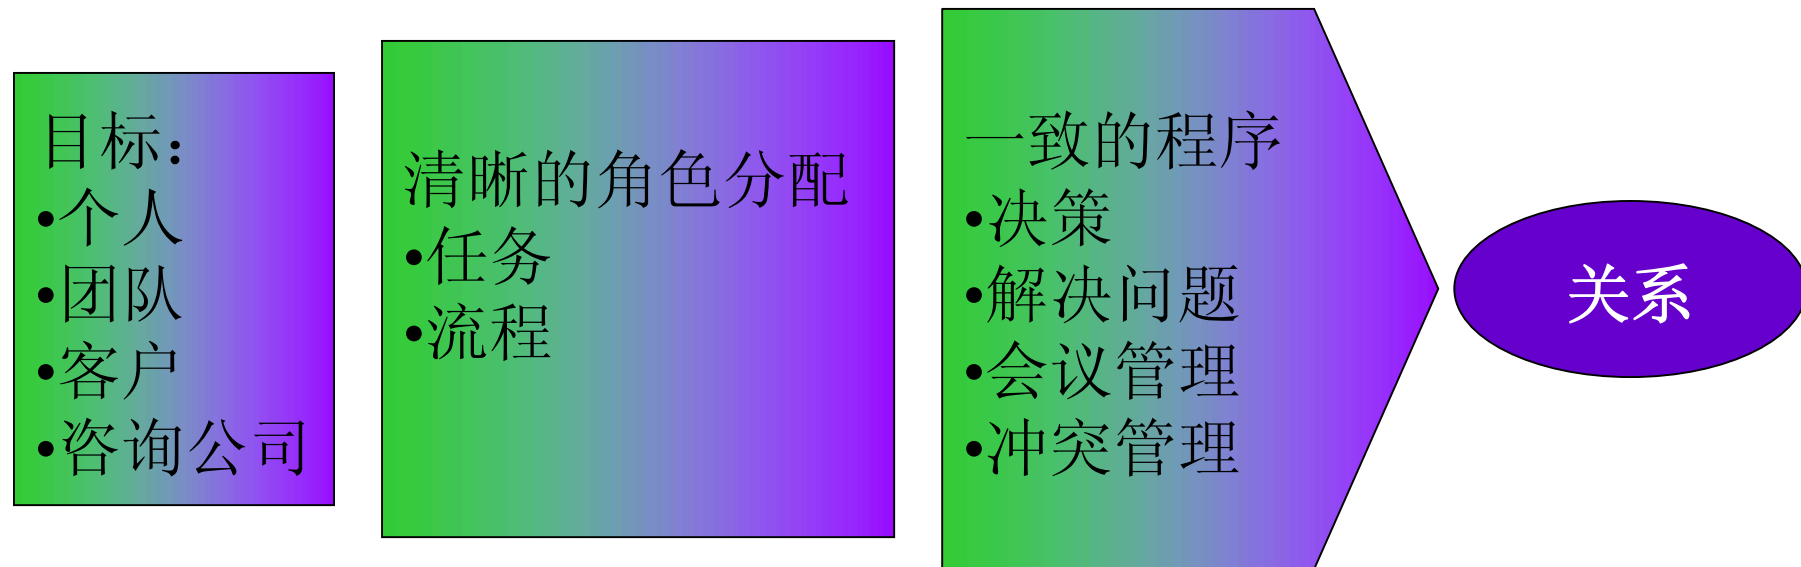 目标：
•个人
•团队
•客户
•咨询公司
清晰的角色分配
•任务
•流程
一致的程序
•决策
•解决问题
•会议管理
•冲突管理
关系